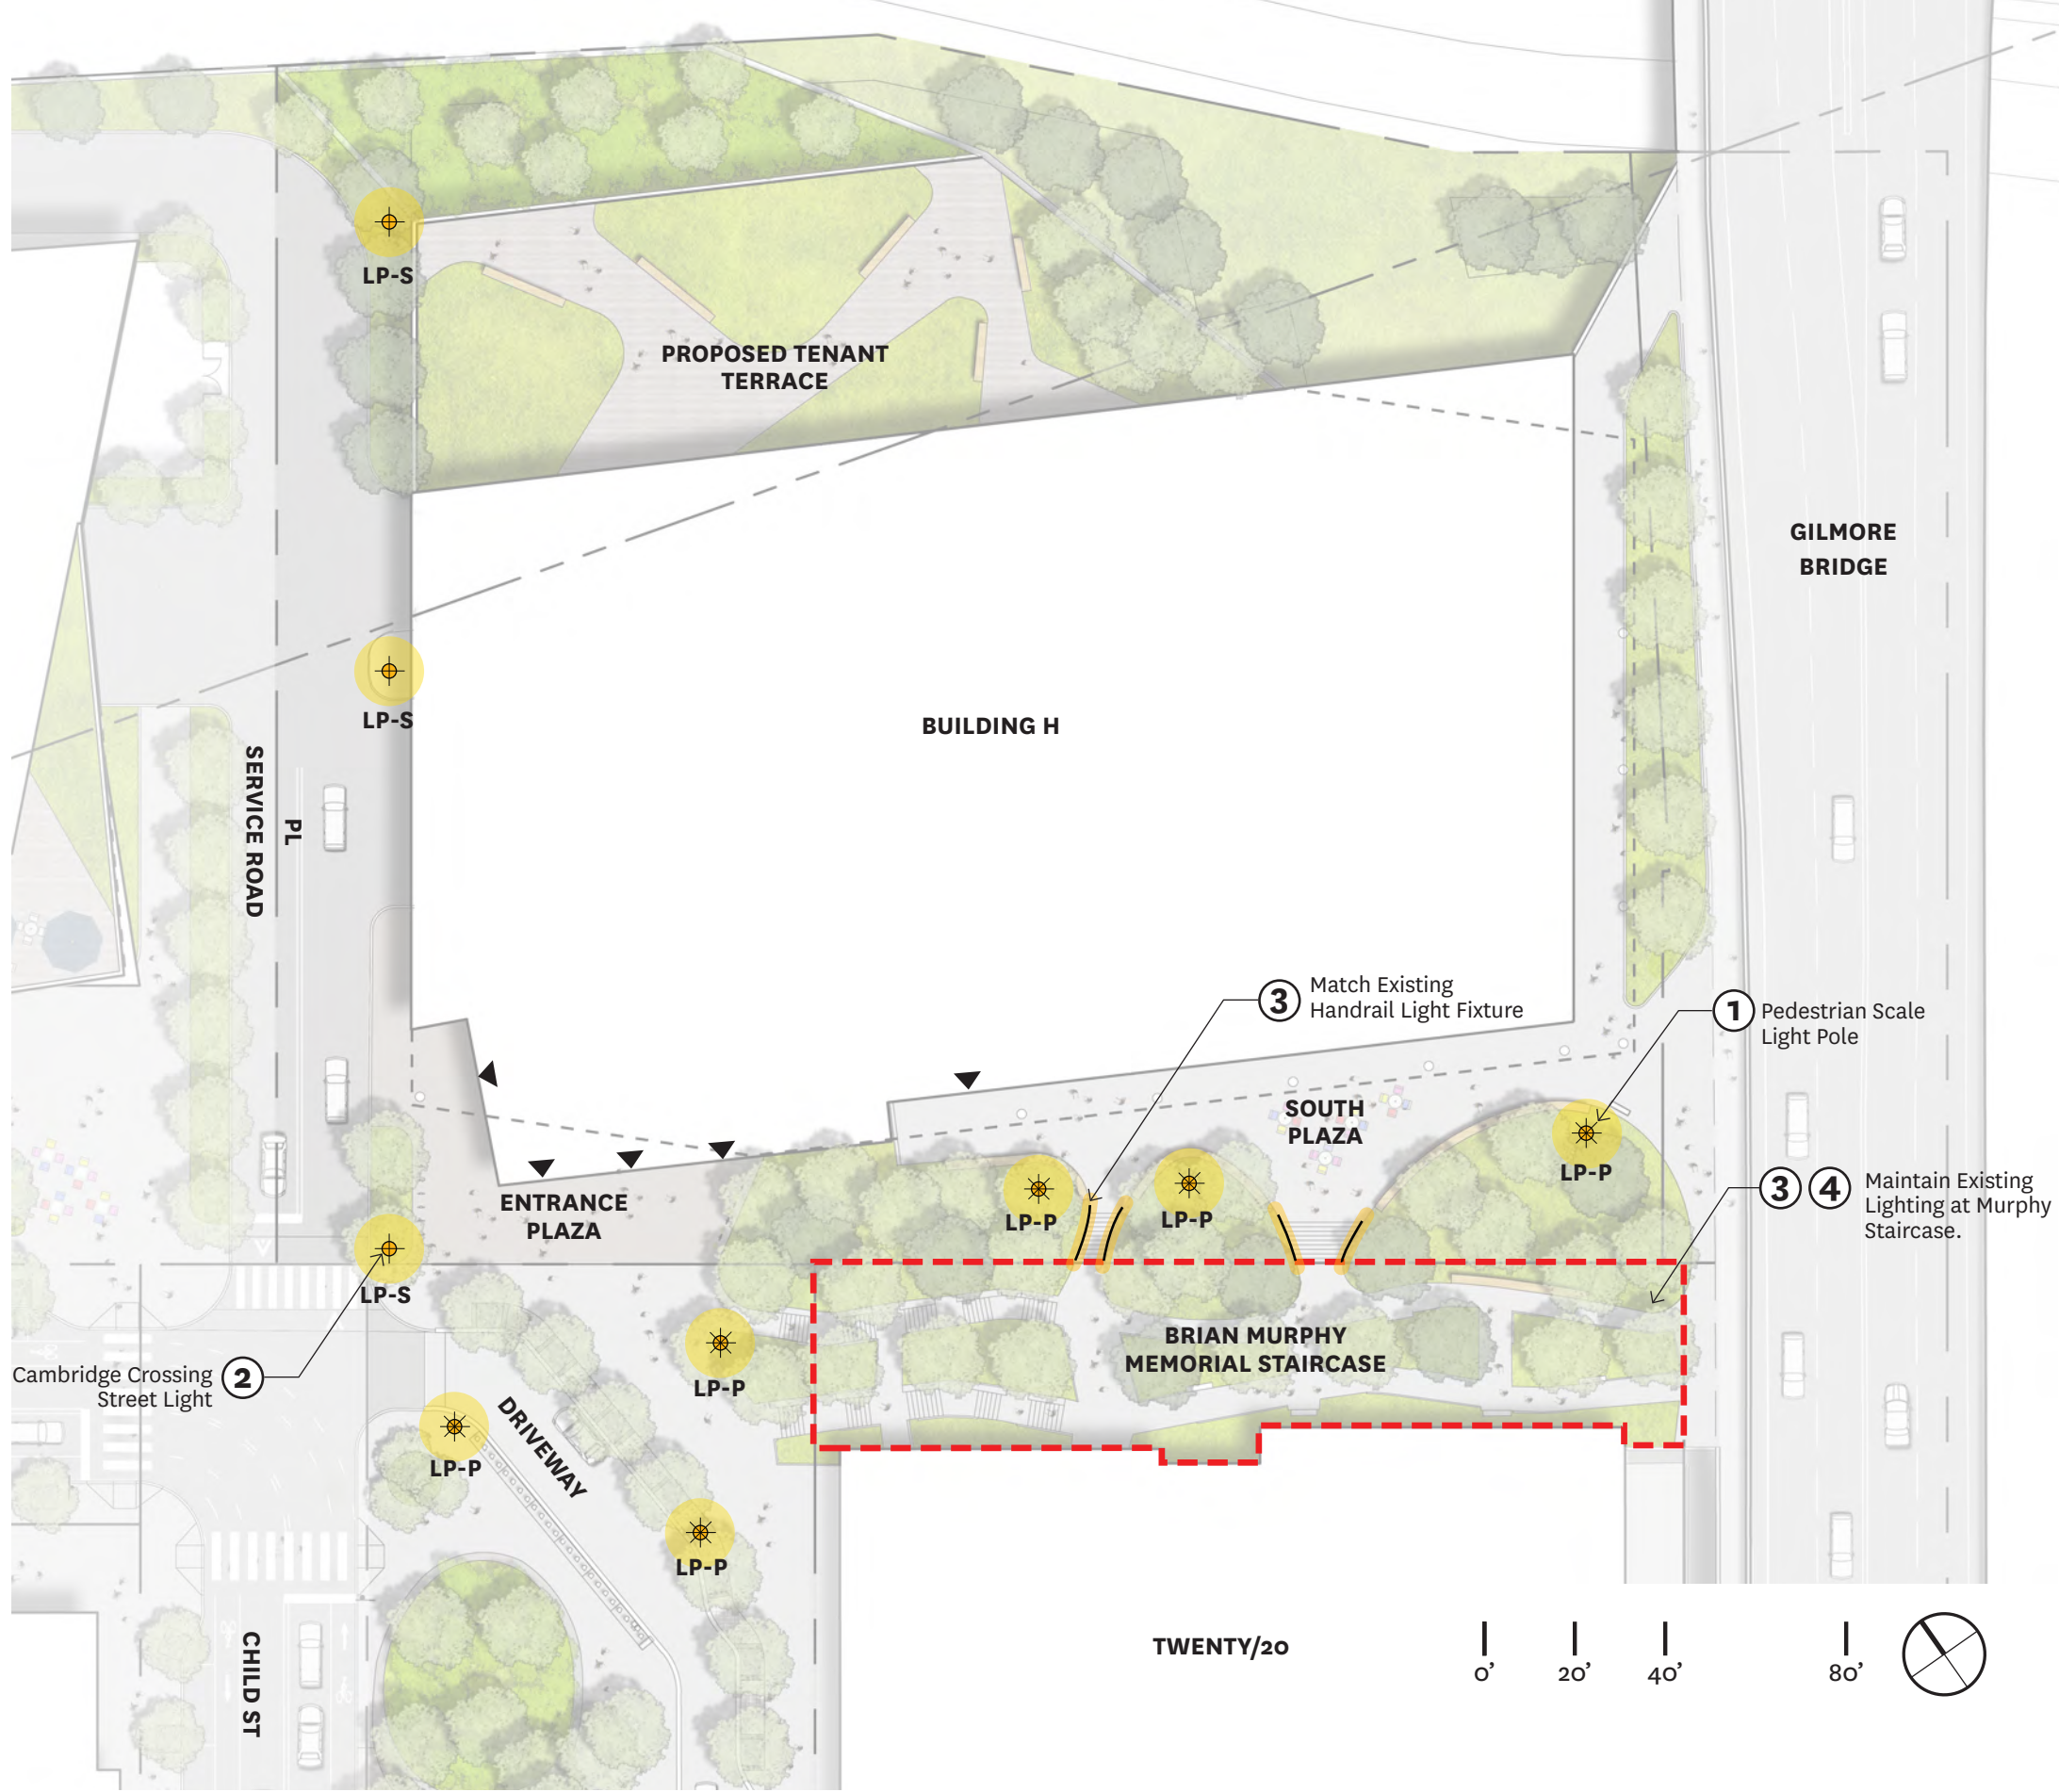 LP-S
PROPOSED TENANT
TERRACE
GILMORE
BRIDGE
LP-S
BUILDING H
SERVICE ROAD
PL
3 Match Existing
Handrail Light Fixture
1 Pedestrian Scale
Light Pole
SOUTH
PLAZA
LP-P
LP-P
LP-P
ENTRANCE
PLAZA
3 4 Maintain Existing
Lighting at Murphy
Staircase.
LP-S
BRIAN MURPHY
MEMORIAL STAIRCASE
Cambridge Crossing
Street Light 2
LP-P
DRIVEWAY
LP-P
LP-P
CHILD ST
TWENTY/20
0’ 20’ 40’ 80’